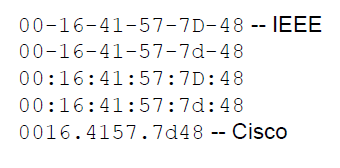 00-16-41-57-7D-48 -- IEEE
00-16-41-57-7d-48
00:16:41:57:7D:48
00:16:41:57:7d:48
0016.4157.7d48 -- Cisco